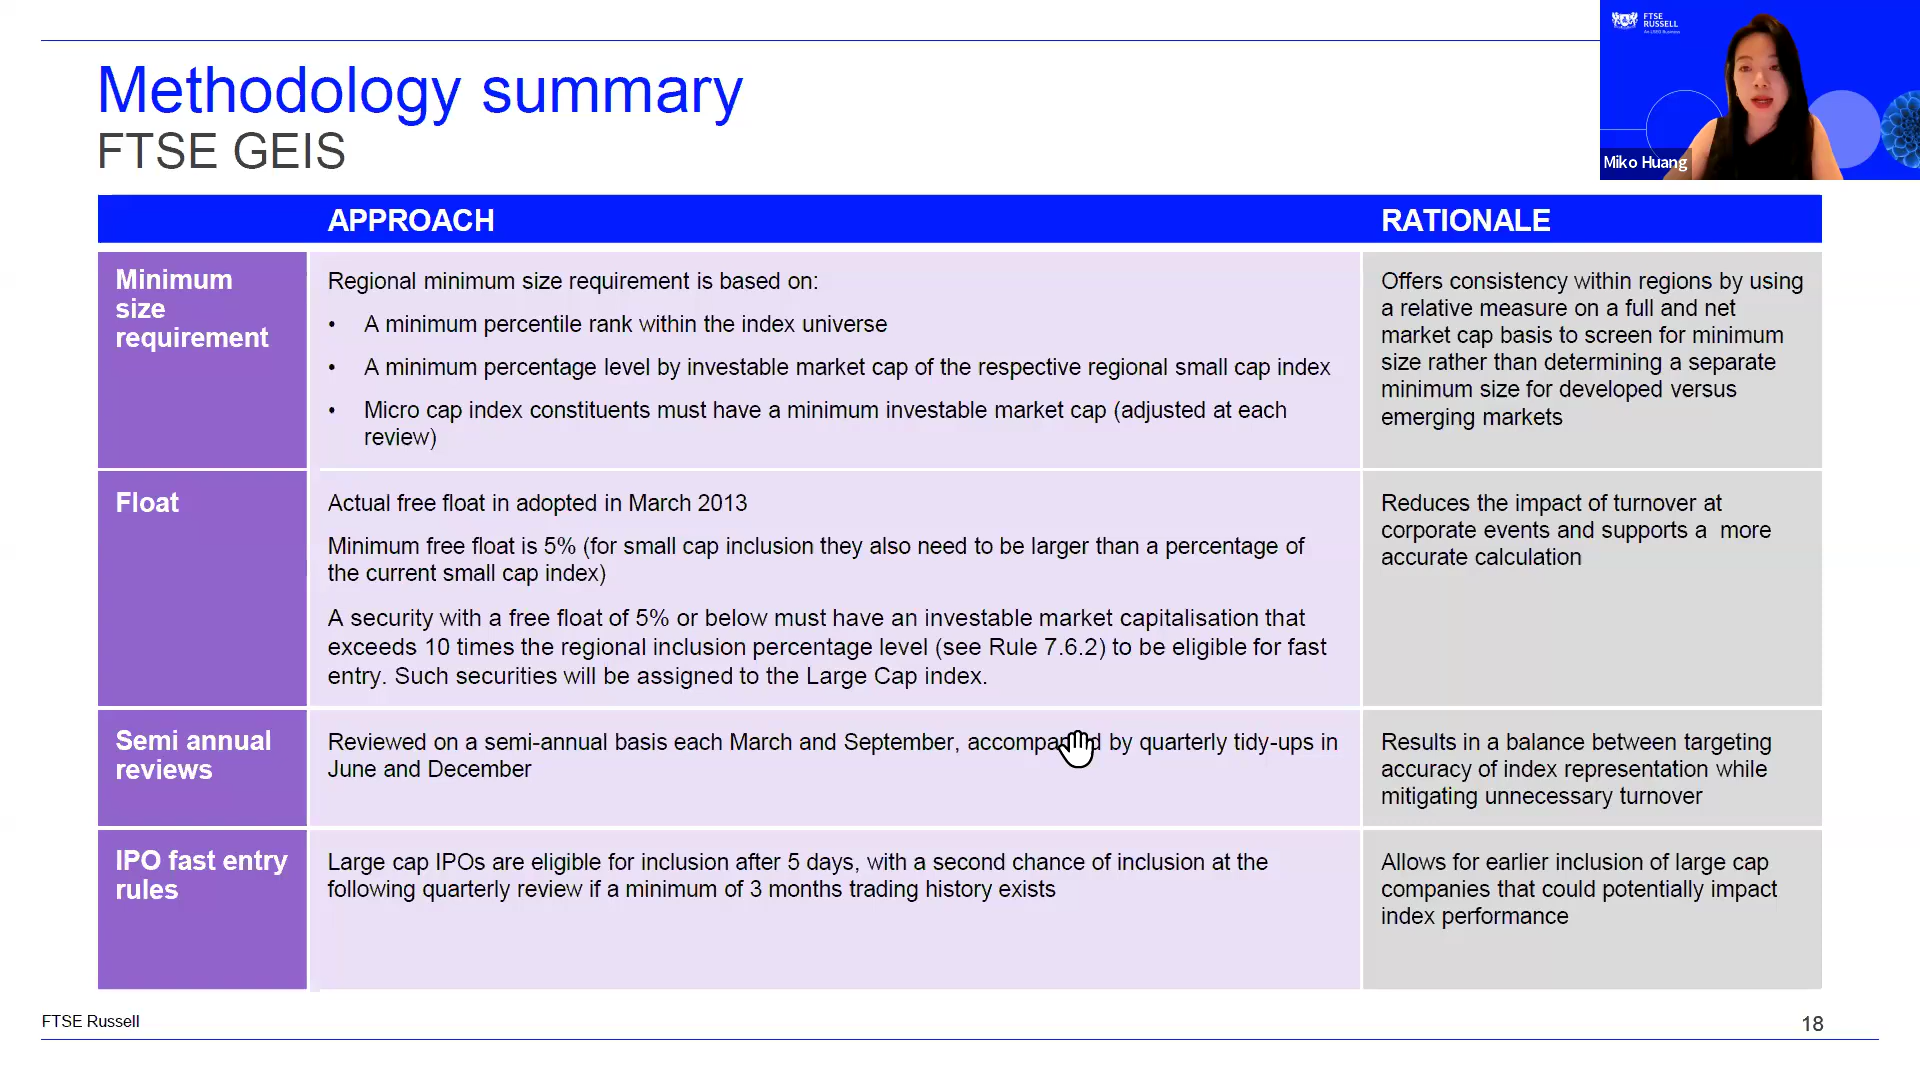 FTSE
RUSSELL
An LSEG Business
Miko Huang
Methodology summary
FTSE GEIS
APPROACH
RATIONALE
Minimum
size
requirement
Regional minimum size requirement is based on:
• A minimum percentile rank within the index universe
• A minimum percentage level by investable market cap of the respective regional small cap index
• Micro cap index constituents must have a minimum investable market cap (adjusted at each
review)
Offers consistency within regions by using
a relative measure on a full and net
market cap basis to screen for minimum
size rather than determining a separate
minimum size for developed versus
emerging markets
Float
Actual free float in adopted in March 2013
Minimum free float is 5% (for small cap inclusion they also need to be larger than a percentage of
the current small cap index)
A security with a free float of 5% or below must have an investable market capitalisation that
exceeds 10 times the regional inclusion percentage level (see Rule 7.6.2) to be eligible for fast
entry. Such securities will be assigned to the Large Cap index.
Reduces the impact of turnover at
corporate events and supports a more
accurate calculation
Semi annual
reviews
Reviewed on a semi-annual basis each March and September, accompanied by quarterly tidy-ups in
June and December
Results in a balance between targeting
accuracy of index representation while
mitigating unnecessary turnover
IPO fast entry
rules
Large cap IPOs are eligible for inclusion after 5 days, with a second chance of inclusion at the
following quarterly review if a minimum of 3 months trading history exists
Allows for earlier inclusion of large cap
companies that could potentially impact
index performance
FTSE Russell
18